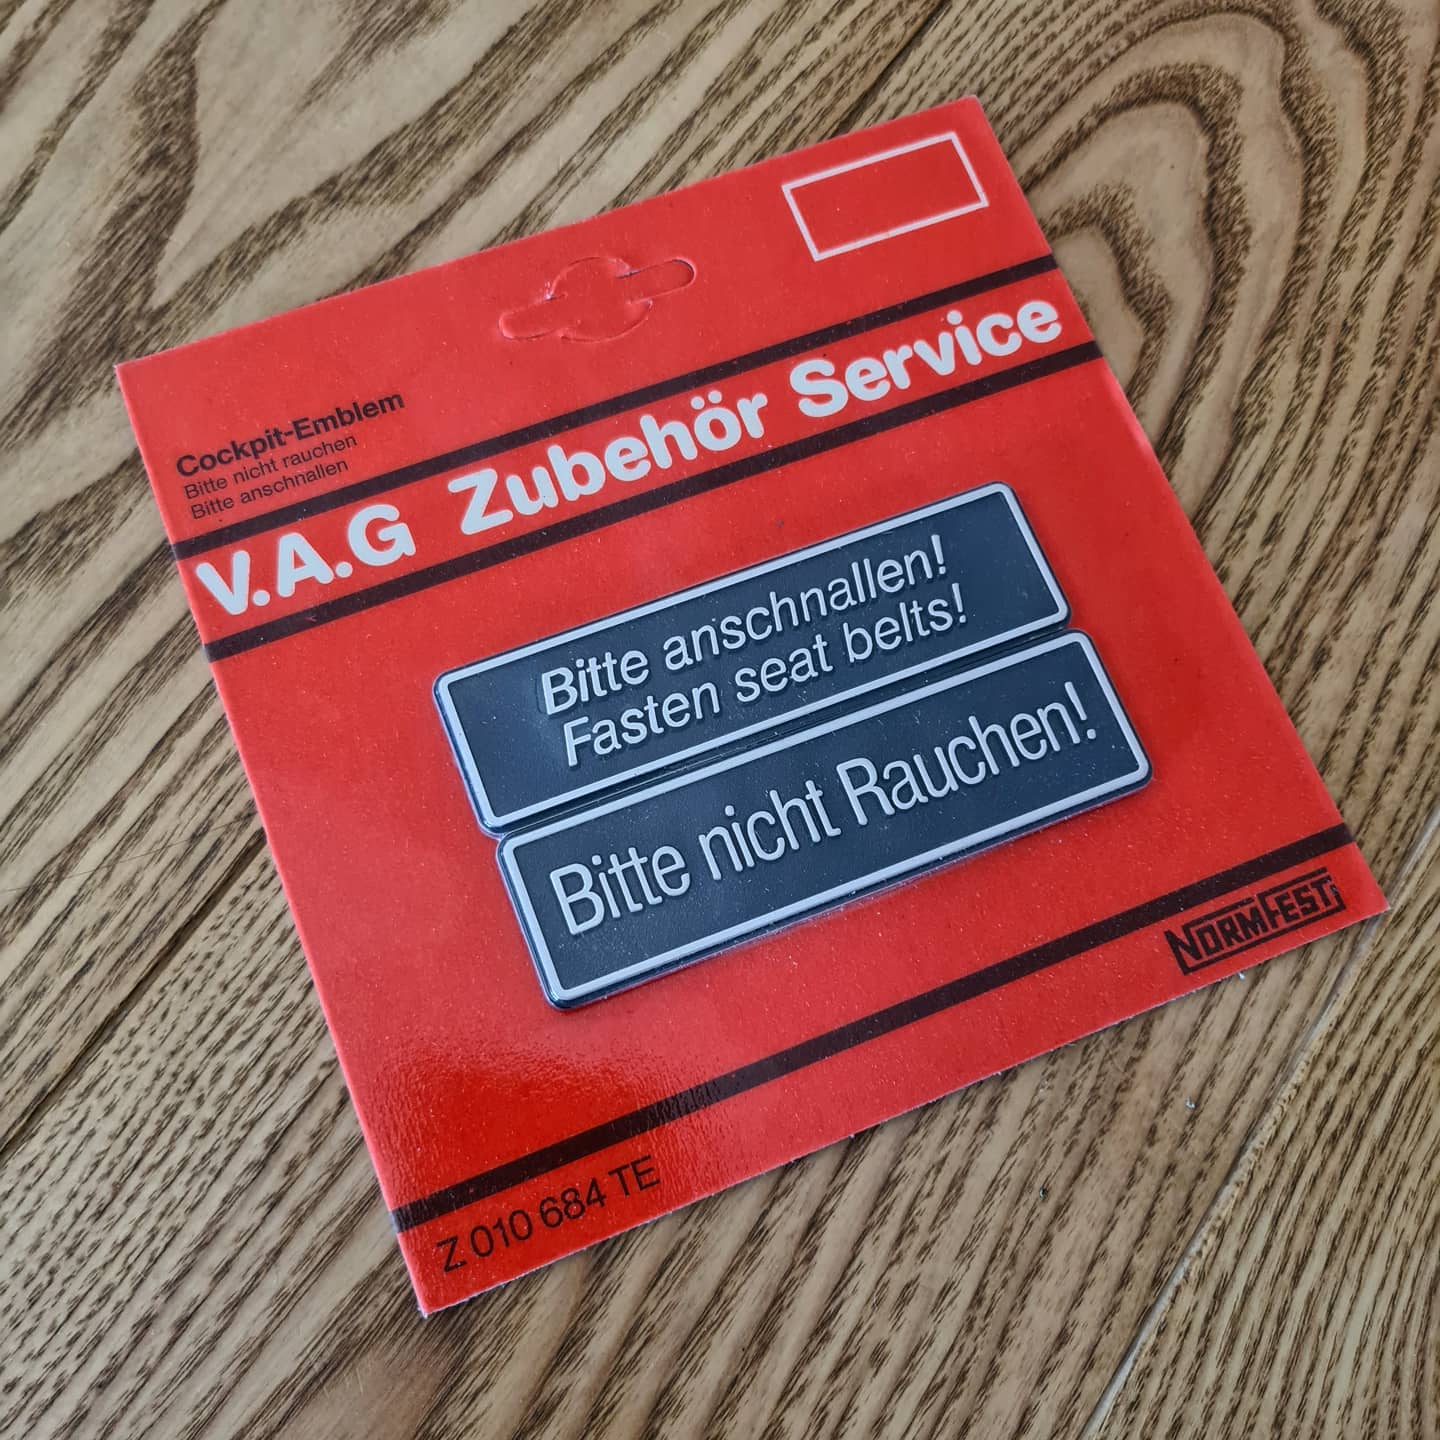 Cockpit-Emblem
Bitte nicht rauchen
Bitte anschnallen
V.A.G Zubehör Service
Bitte anschnallen!
Fasten seat belts!
Bitte nicht Rauchen!
NORMFEST
Z 010 684 TE